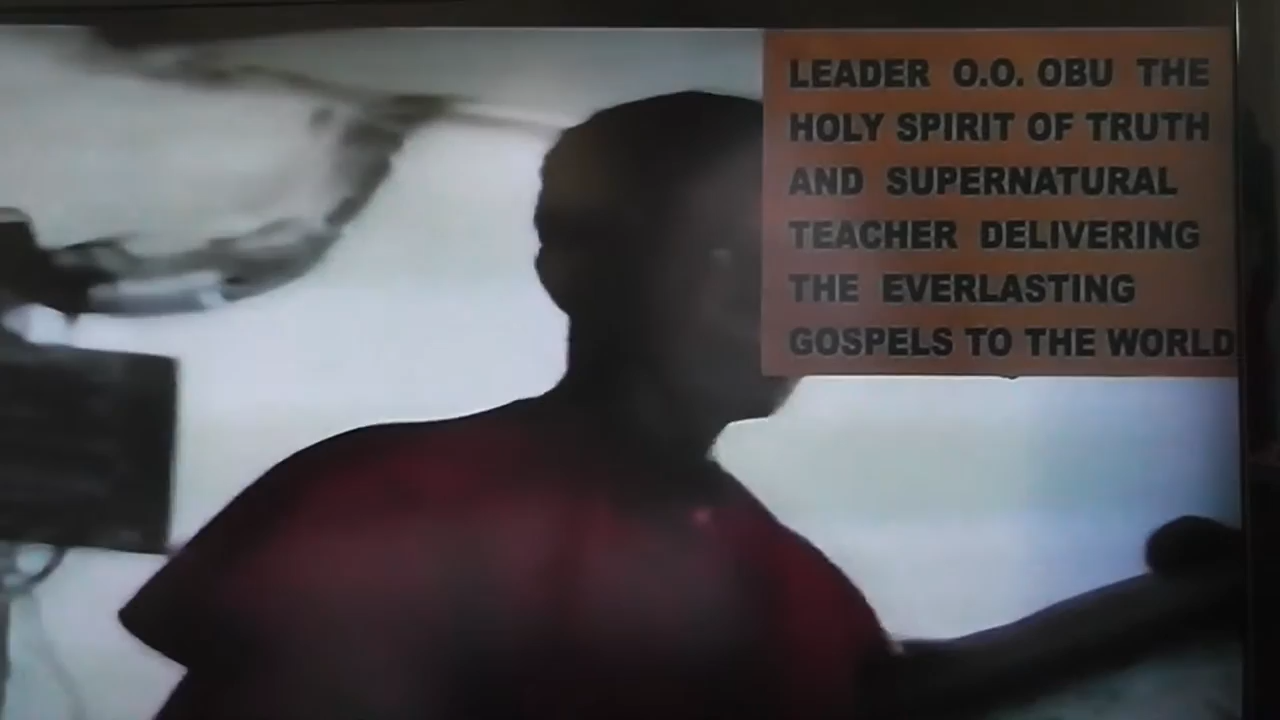 LEADER O.O. OBU THE
HOLY SPIRIT OF TRUTH
AND SUPERNATURAL
TEACHER DELIVERING
THE EVERLASTING
GOSPELS TO THE WORLD